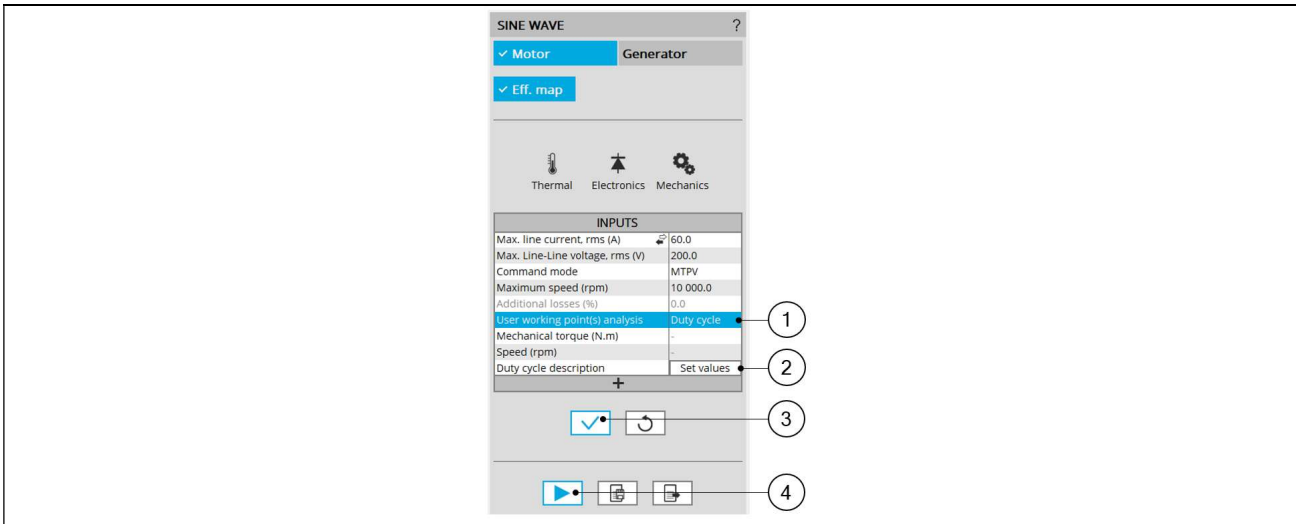 SINE WAVE ?
Motor Generator
Eff. map
Thermal Electronics Mechanics
INPUTS
Max. line current, rms (A) 60.0
Max. Line-Line voltage, rms (V) 200.0
Command mode MTPV
Maximum speed (rpm) 10 000.0
Additional losses (%) 0.0
User working point(s) analysis Duty cycle 1
Mechanical torque (N.m) -
Speed (rpm) -
Duty cycle description Set values 2
+
3
4